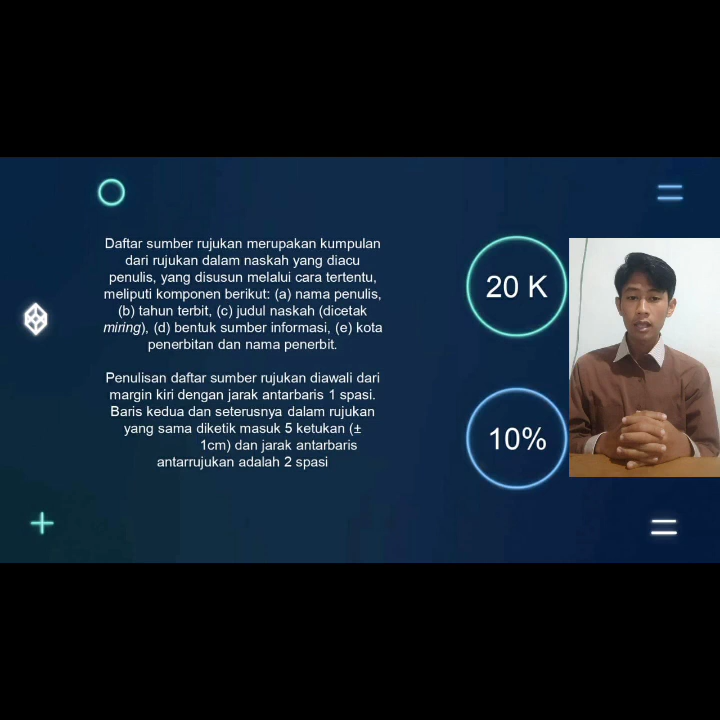 Daftar sumber rujukan merupakan kumpulan
dari rujukan dalam naskah yang diacu
penulis, yang disusun melalui cara tertentu,
meliputi komponen berikut: (a) nama penulis,
(b) tahun terbit, (c) judul naskah (dicetak
miring), (d) bentuk sumber informasi, (e) kota
penerbitan dan nama penerbit.
Penulisan daftar sumber rujukan diawali dari
margin kiri dengan jarak antarbaris 1 spasi.
Baris kedua dan seterusnya dalam rujukan
yang sama diketik masuk 5 ketukan (±
1cm) dan jarak antarbaris
antarrujukan adalah 2 spasi
20 K
10%